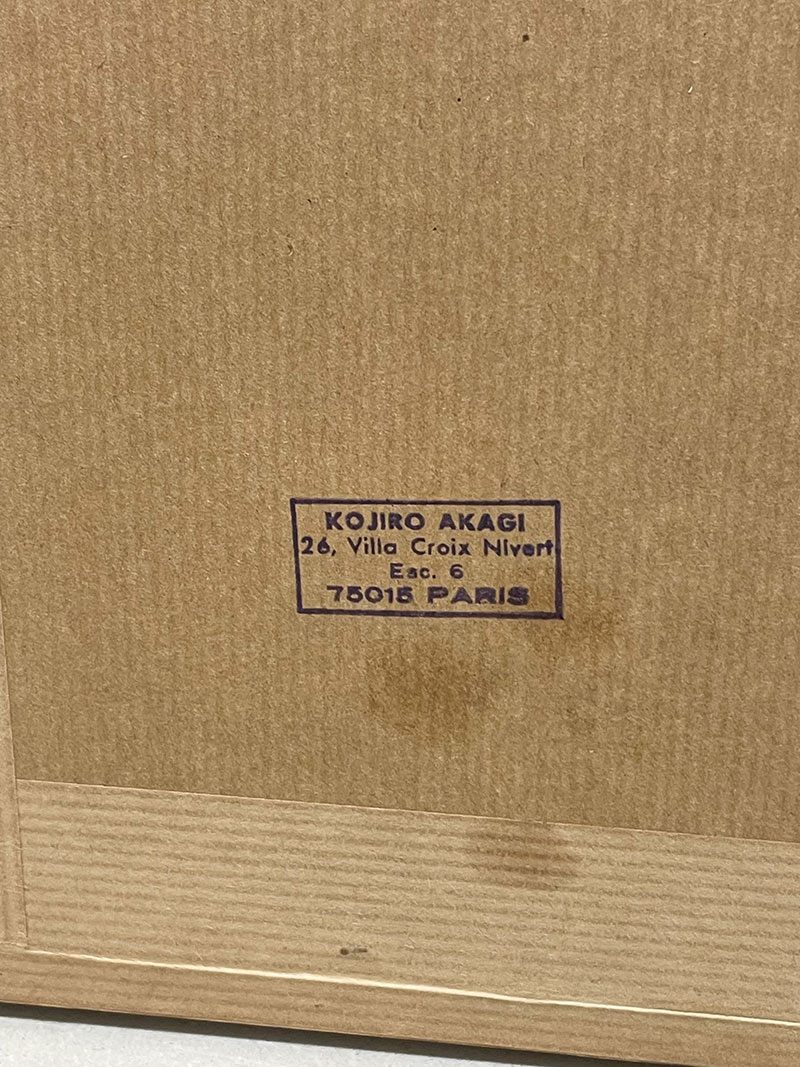 KOJIRO AKAGI
26, Villa Croix Nivert
Esc. 6
75015 PARIS